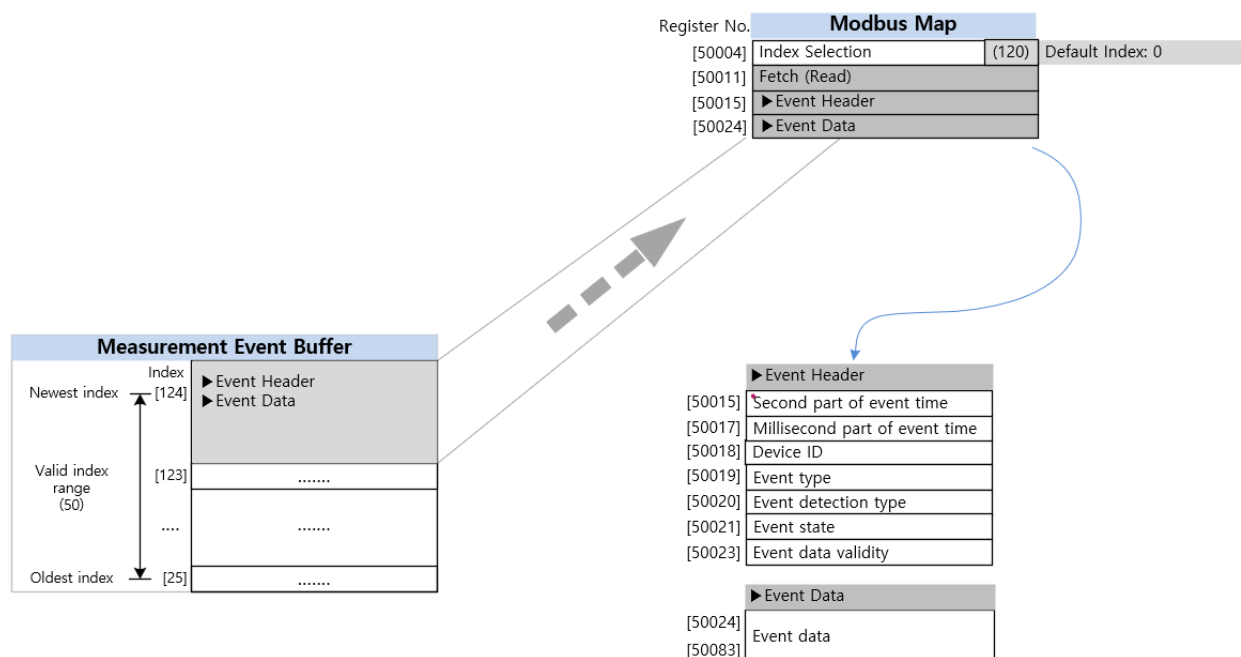 Register No. Modbus Map
[50004] Index Selection (120) Default Index: 0
[50011] Fetch (Read)
[50015] ▶Event Header
[50024] ▶Event Data
Measurement Event Buffer
Index
Newest index [124] ▶Event Header
▶Event Data
Valid index range (50)
[123] .......
.... .......
Oldest index [25] .......
▶Event Header
[50015] Second part of event time
[50017] Millisecond part of event time
[50018] Device ID
[50019] Event type
[50020] Event detection type
[50021] Event state
[50023] Event data validity
▶Event Data
[50024]
Event data
[50083]